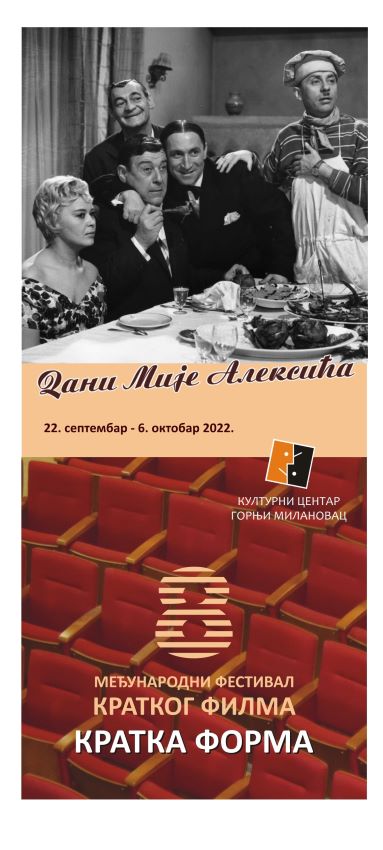 Дани Мије Алексића
22. септембар - 6. октобар 2022.
КУЛТУРНИ ЦЕНТАР
ГОРЊИ МИЛАНОВАЦ
8
МЕЂУНАРОДНИ ФЕСТИВАЛ
КРАТКОГ ФИЛМА
КРАТКА ФОРМА